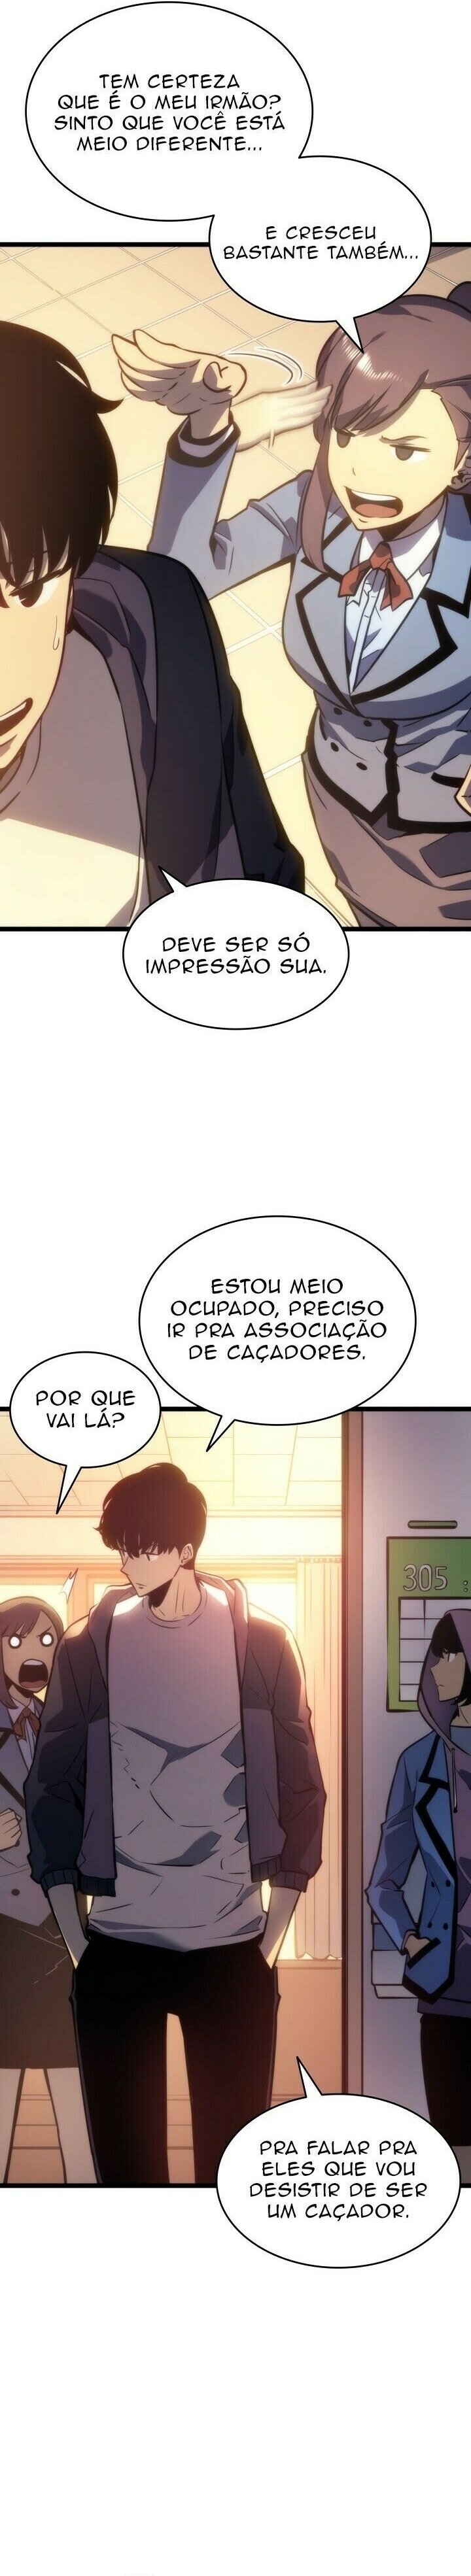 TEM CERTEZA
QUE É O MEU IRMÃO?
SINTO QUE VOCÊ ESTÁ
MEIO DIFERENTE...
E CRESCEU
BASTANTE TAMBÉM...
DEVE SER SÓ
IMPRESSÃO SUA.
ESTOU MEIO
OCUPADO, PRECISO
IR PRA ASSOCIAÇÃO
DE CAÇADORES.
POR QUE
VAI LÁ?
305
PRA FALAR PRA
ELES QUE VOU
DESISTIR DE SER
UM CAÇADOR.